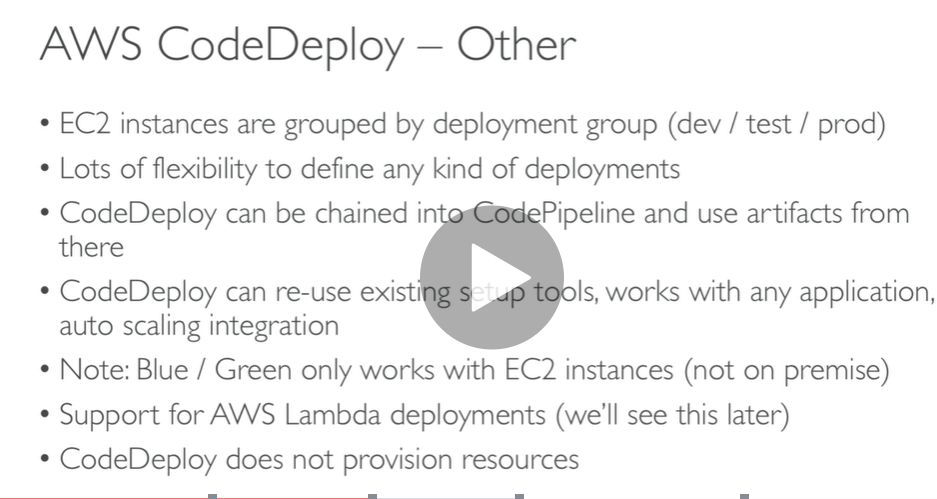 AWS CodeDeploy – Other
• EC2 instances are grouped by deployment group (dev / test / prod)
• Lots of flexibility to define any kind of deployments
• CodeDeploy can be chained into CodePipeline and use artifacts from
there
• CodeDeploy can re-use existing setup tools, works with any application,
auto scaling integration
• Note: Blue / Green only works with EC2 instances (not on premise)
• Support for AWS Lambda deployments (we'll see this later)
• CodeDeploy does not provision resources